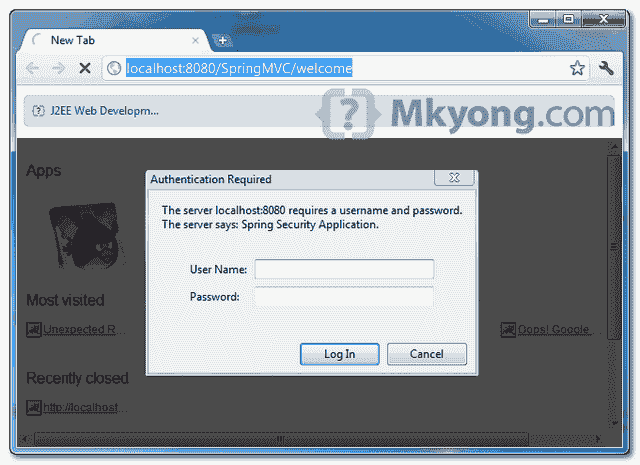 New Tab
localhost:8080/SpringMVC/welcome
J2EE Web Developm...
Mkyong.com
Apps
Authentication Required
The server localhost:8080 requires a username and password.
The server says: Spring Security Application.
User Name:
Password:
Log In
Cancel
Most visited
Unexpected R...
Oops! Google ...
Recently closed
http://localhost...